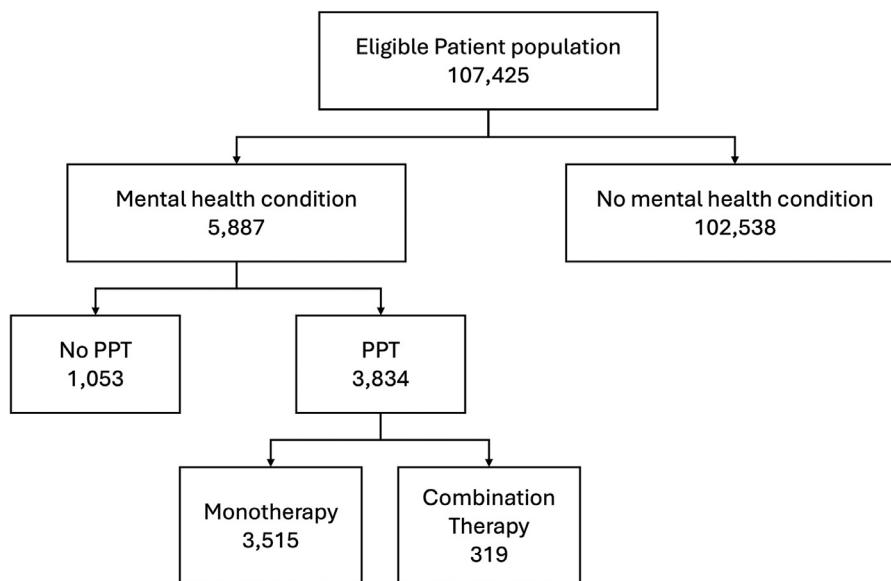 Eligible Patient population
107,425
Mental health condition
5,887
No mental health condition
102,538
No PPT
1,053
PPT
3,834
Monotherapy
3,515
Combination
Therapy
319